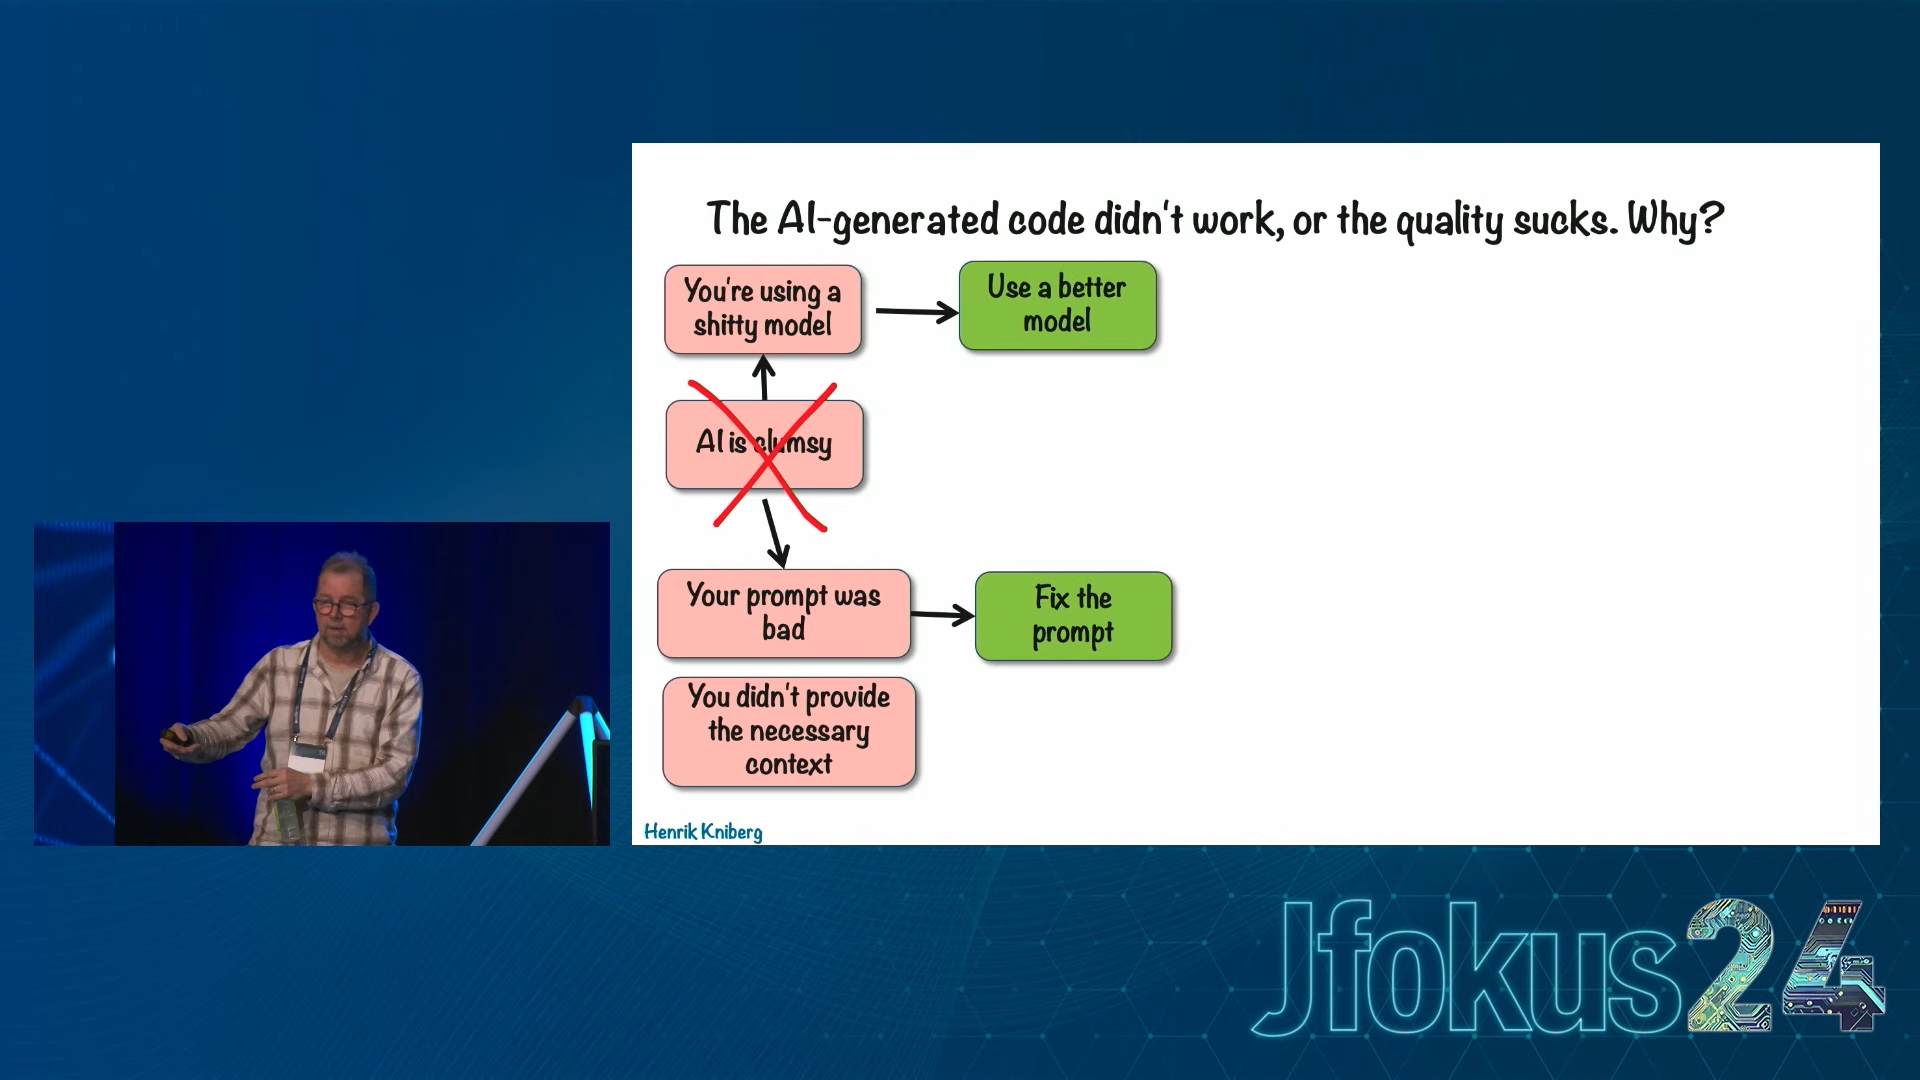 The AI-generated code didn't work, or the quality sucks. Why?
You're using a
shitty model
Use a better
model
AI is clumsy
Your prompt was
bad
Fix the
prompt
You didn't provide
the necessary
context
Henrik Kniberg
Jfokus24